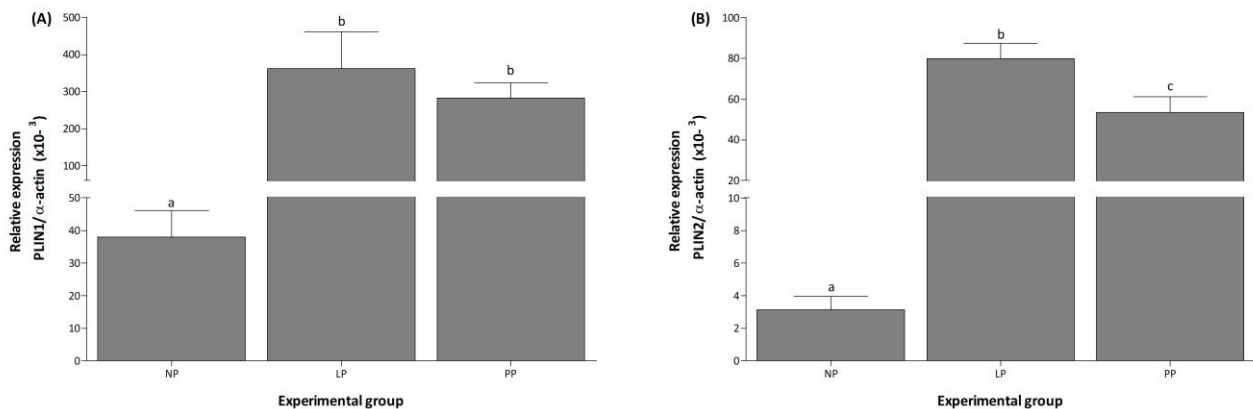 (A)
Relative expression
PLIN1/ α-actin (x10-³)
500
400
300
200
100
50
40
30
20
10
0
a
b
b
NP
LP
PP
Experimental group
(B)
Relative expression
PLIN2/ α-actin (x10-³)
100
80
60
40
20
10
8
6
4
2
0
a
b
c
NP
LP
PP
Experimental group